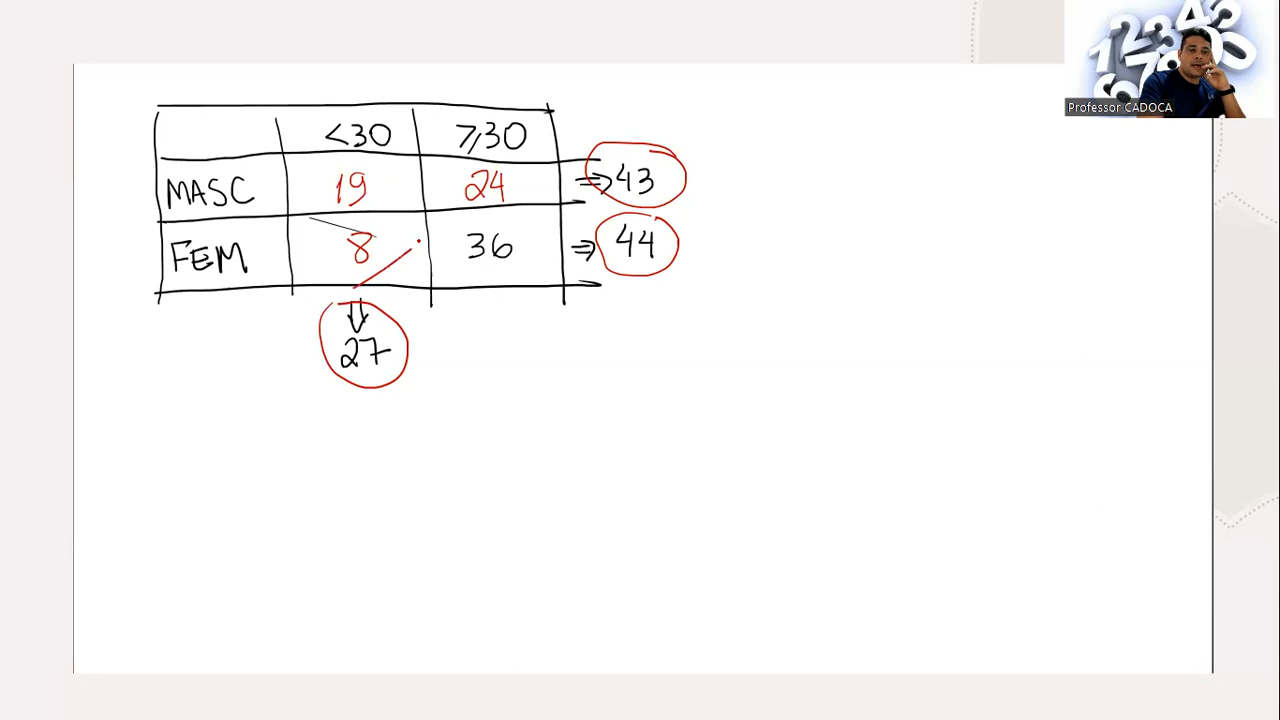 Professor CADOCA
<30 ⩾30
MASC 19 24 ⇒ 43
FEM 8 36 ⇒ 44
⇓
27